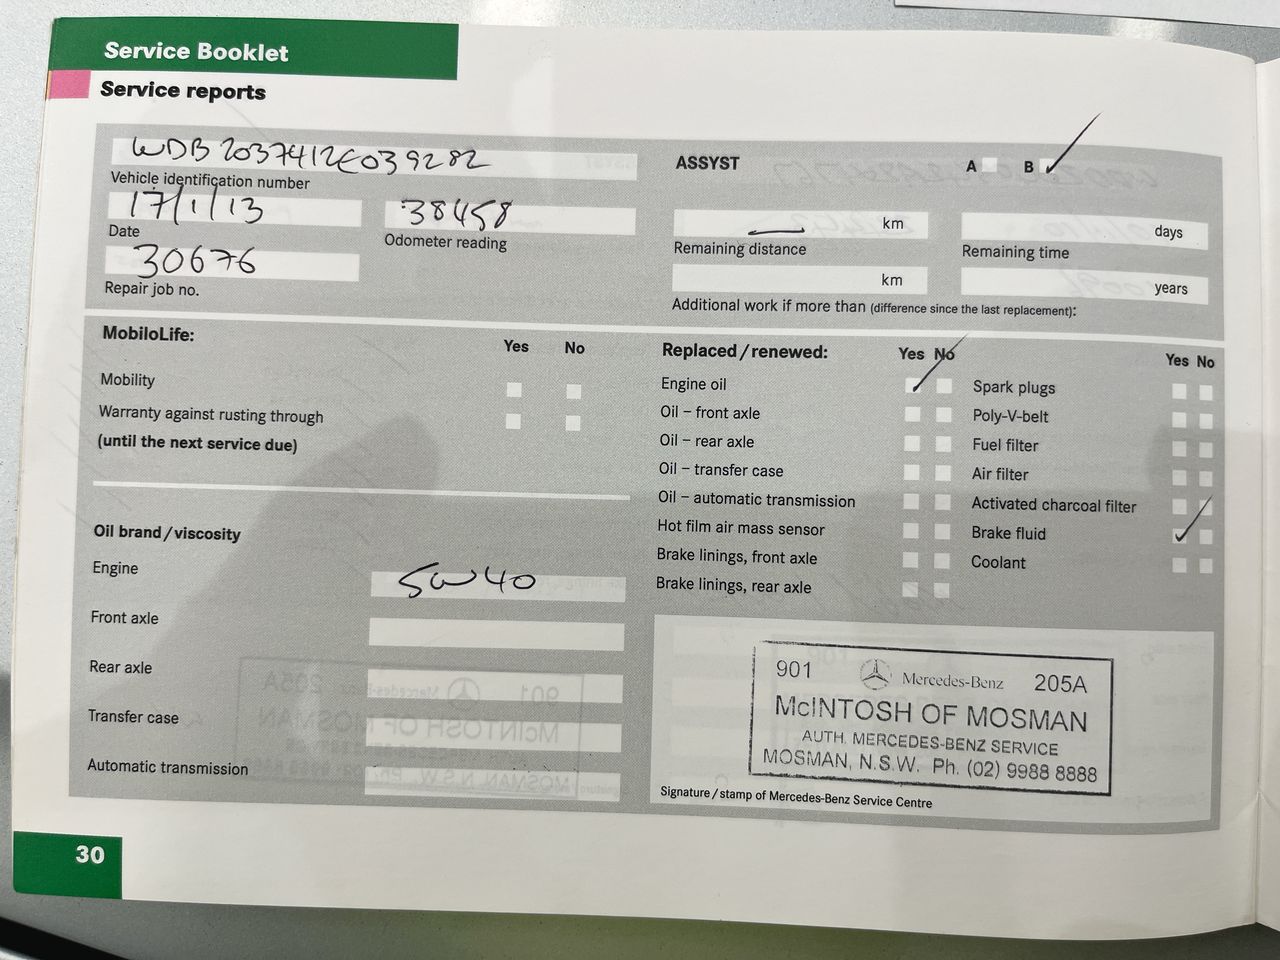 Service Booklet
Service reports
WDB2037412E039282
Vehicle identification number
17/1/13
Date
38458
Odometer reading
30676
Repair job no.
ASSYST
A B
km
Remaining distance
days
Remaining time
km
years
Additional work if more than (difference since the last replacement):
MobiloLife:
Yes No
Mobility
Warranty against rusting through
(until the next service due)
Oil brand/viscosity
Engine
5W40
Front axle
Rear axle
Transfer case
Automatic transmission
Replaced/renewed:
Yes No
Engine oil
Oil – front axle
Oil – rear axle
Oil – transfer case
Oil – automatic transmission
Hot film air mass sensor
Brake linings, front axle
Brake linings, rear axle
Yes No
Spark plugs
Poly-V-belt
Fuel filter
Air filter
Activated charcoal filter
Brake fluid
Coolant
901 Mercedes-Benz 205A
McINTOSH OF MOSMAN
AUTH. MERCEDES-BENZ SERVICE
MOSMAN, N.S.W. Ph. (02) 9988 8888
Signature/stamp of Mercedes-Benz Service Centre
30